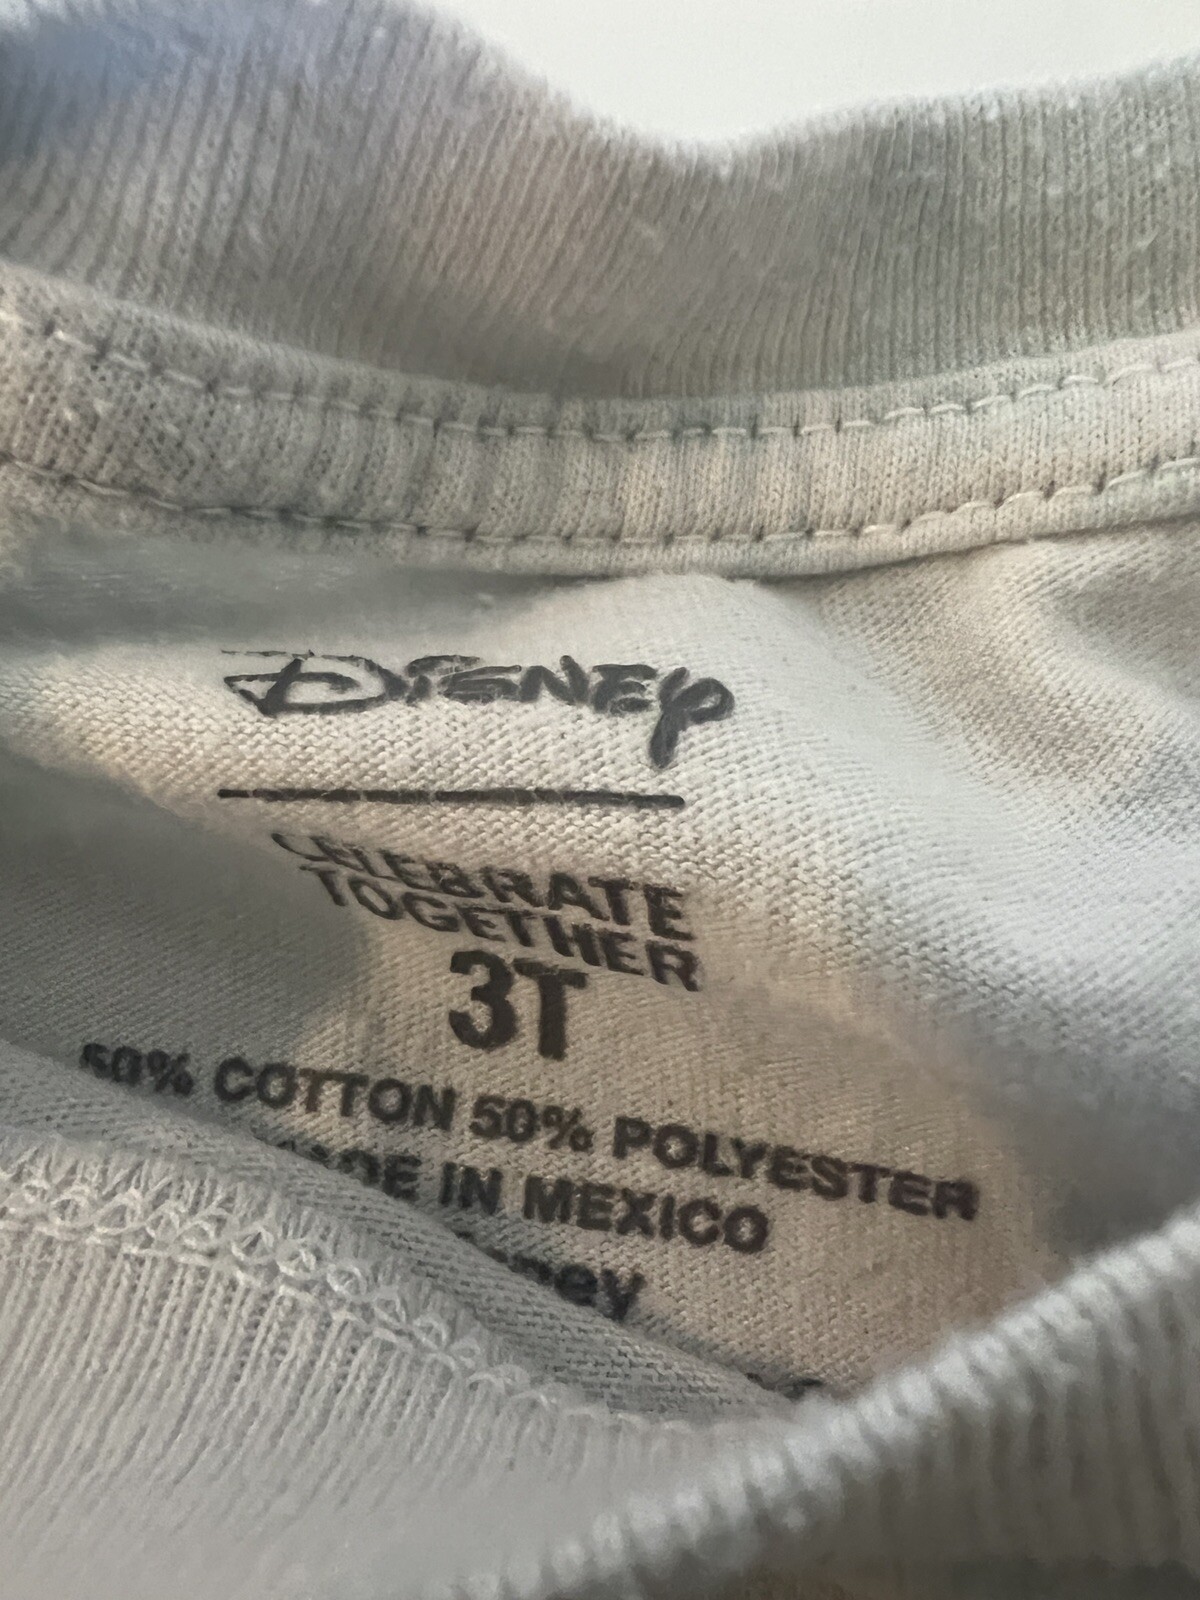 Disney
CELEBRATE
TOGETHER
3T
50% COTTON 50% POLYESTER
MADE IN MEXICO